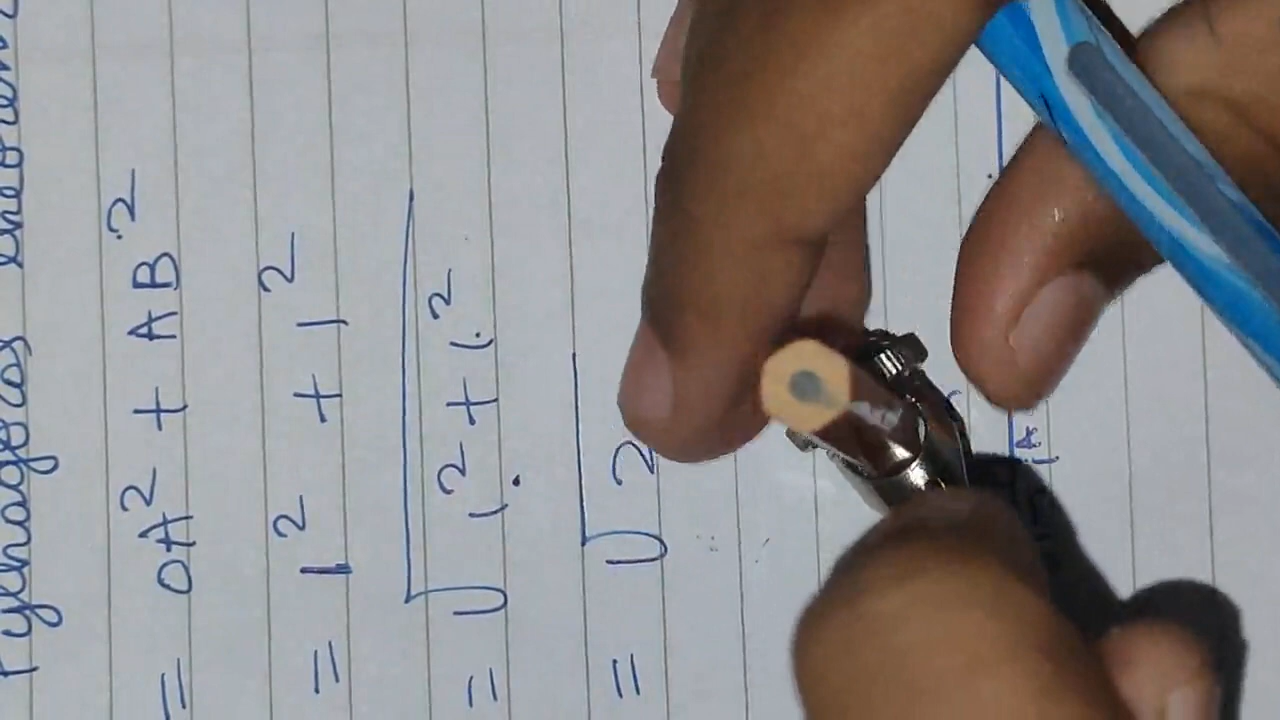 Pythagoras theorem
= OA² + AB²
= 1² + 1²
= √1² + 1²
= √2